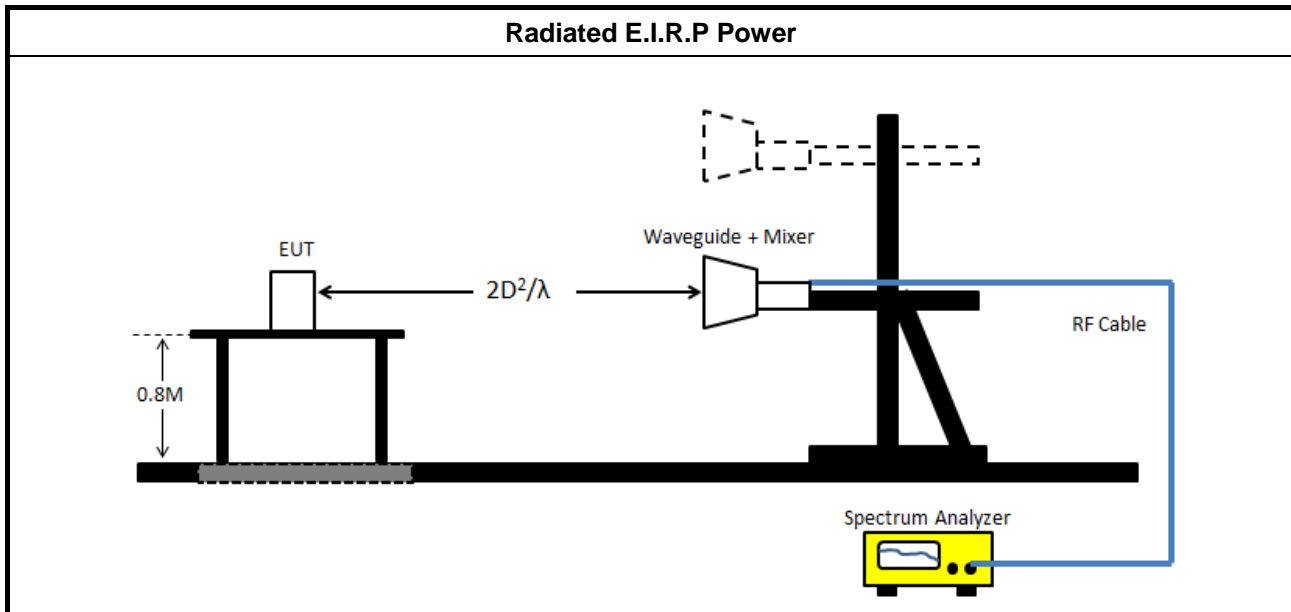 Radiated E.I.R.P Power
EUT
Waveguide + Mixer
2D²/λ
RF Cable
0.8M
Spectrum Analyzer